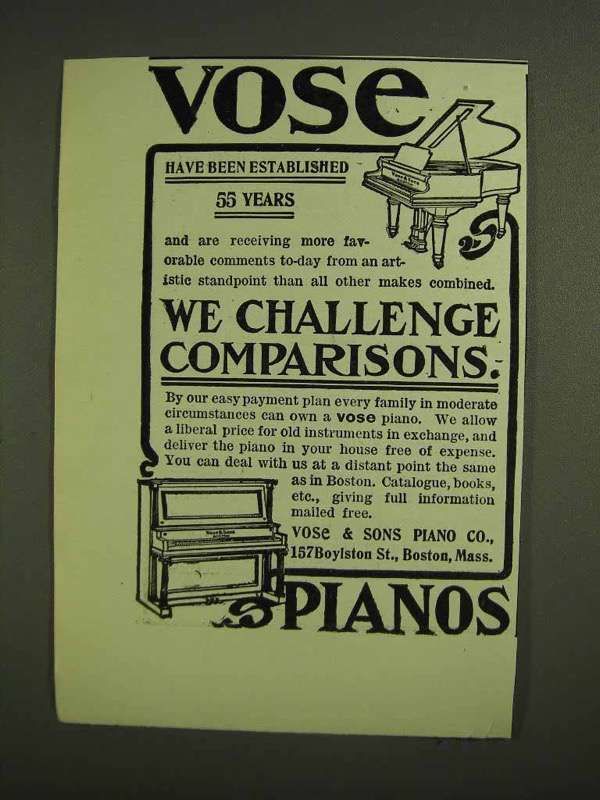 VOSE
HAVE BEEN ESTABLISHED
55 YEARS
and are receiving more fav-
orable comments to-day from an art-
istic standpoint than all other makes combined.
WE CHALLENGE
COMPARISONS.
By our easy payment plan every family in moderate
circumstances can own a vose piano. We allow
a liberal price for old instruments in exchange, and
deliver the piano in your house free of expense.
You can deal with us at a distant point the same
as in Boston. Catalogue, books,
etc., giving full information
mailed free.
VOSE & SONS PIANO CO.,
157 Boylston St., Boston, Mass.
PIANOS